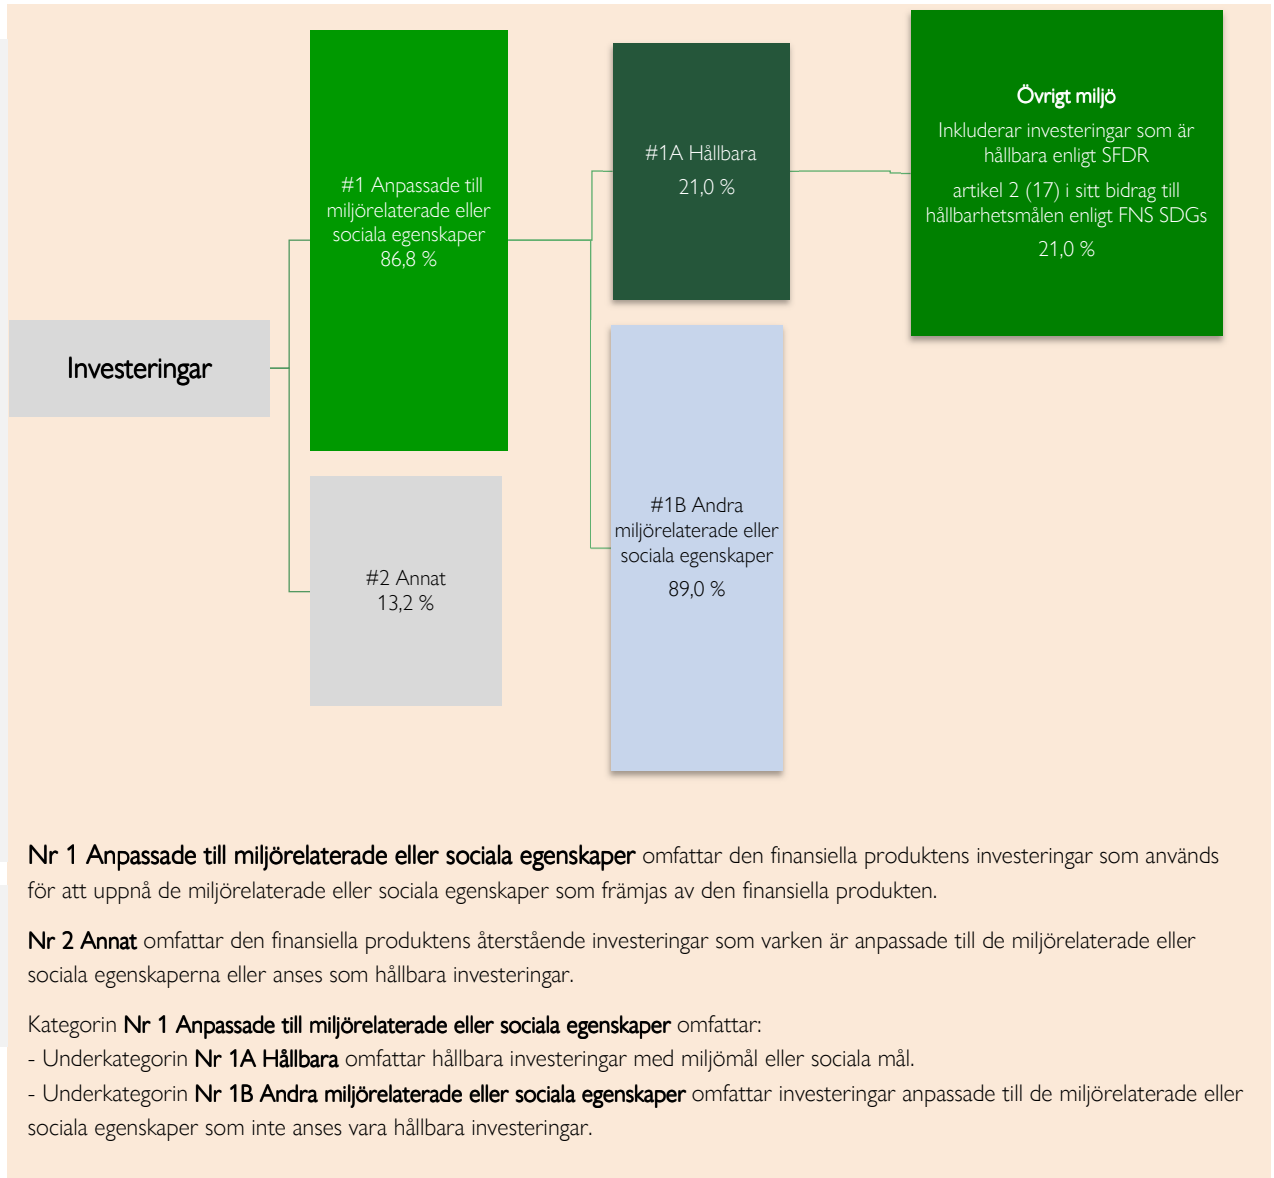 Investeringar
#1 Anpassade till
miljörelaterade eller
sociala egenskaper
86,8 %
#2 Annat
13,2 %
#1A Hållbara
21,0 %
#1B Andra
miljörelaterade eller
sociala egenskaper
89,0 %
Övrigt miljö
Inkluderar investeringar som är
hållbara enligt SFDR
artikel 2 (17) i sitt bidrag till
hållbarhetsmålen enligt FNS SDGs
21,0 %
Nr 1 Anpassade till miljörelaterade eller sociala egenskaper omfattar den finansiella produktens investeringar som används
för att uppnå de miljörelaterade eller sociala egenskaper som främjas av den finansiella produkten.
Nr 2 Annat omfattar den finansiella produktens återstående investeringar som varken är anpassade till de miljörelaterade eller
sociala egenskaperna eller anses som hållbara investeringar.
Kategorin Nr 1 Anpassade till miljörelaterade eller sociala egenskaper omfattar:
- Underkategorin Nr 1A Hållbara omfattar hållbara investeringar med miljömål eller sociala mål.
- Underkategorin Nr 1B Andra miljörelaterade eller sociala egenskaper omfattar investeringar anpassade till de miljörelaterade eller
sociala egenskaper som inte anses vara hållbara investeringar.